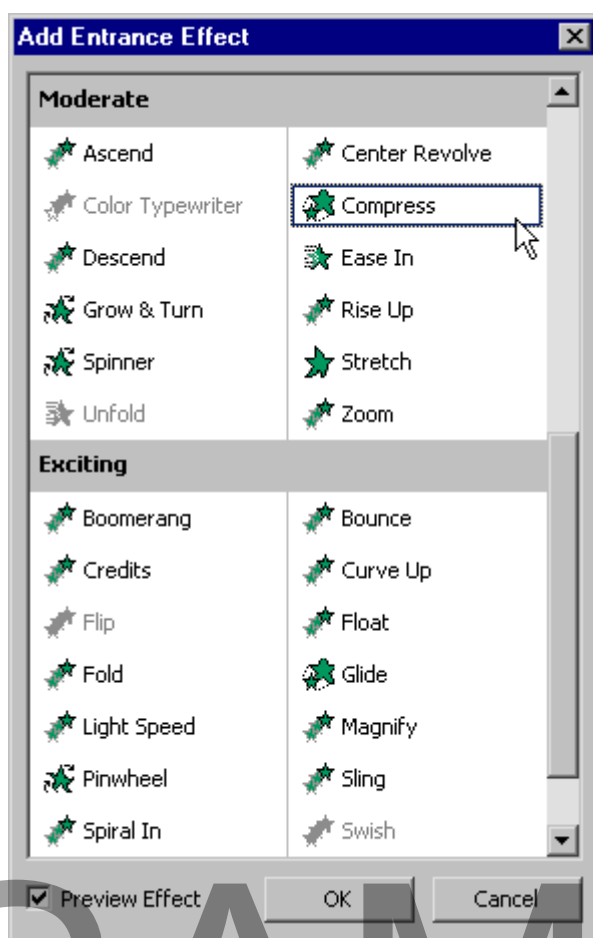 Add Entrance Effect
Moderate
Ascend Center Revolve
Color Typewriter Compress
Descend Ease In
Grow & Turn Rise Up
Spinner Stretch
Unfold Zoom
Exciting
Boomerang Bounce
Credits Curve Up
Flip Float
Fold Glide
Light Speed Magnify
Pinwheel Sling
Spiral In Swish
Preview Effect OK Cancel